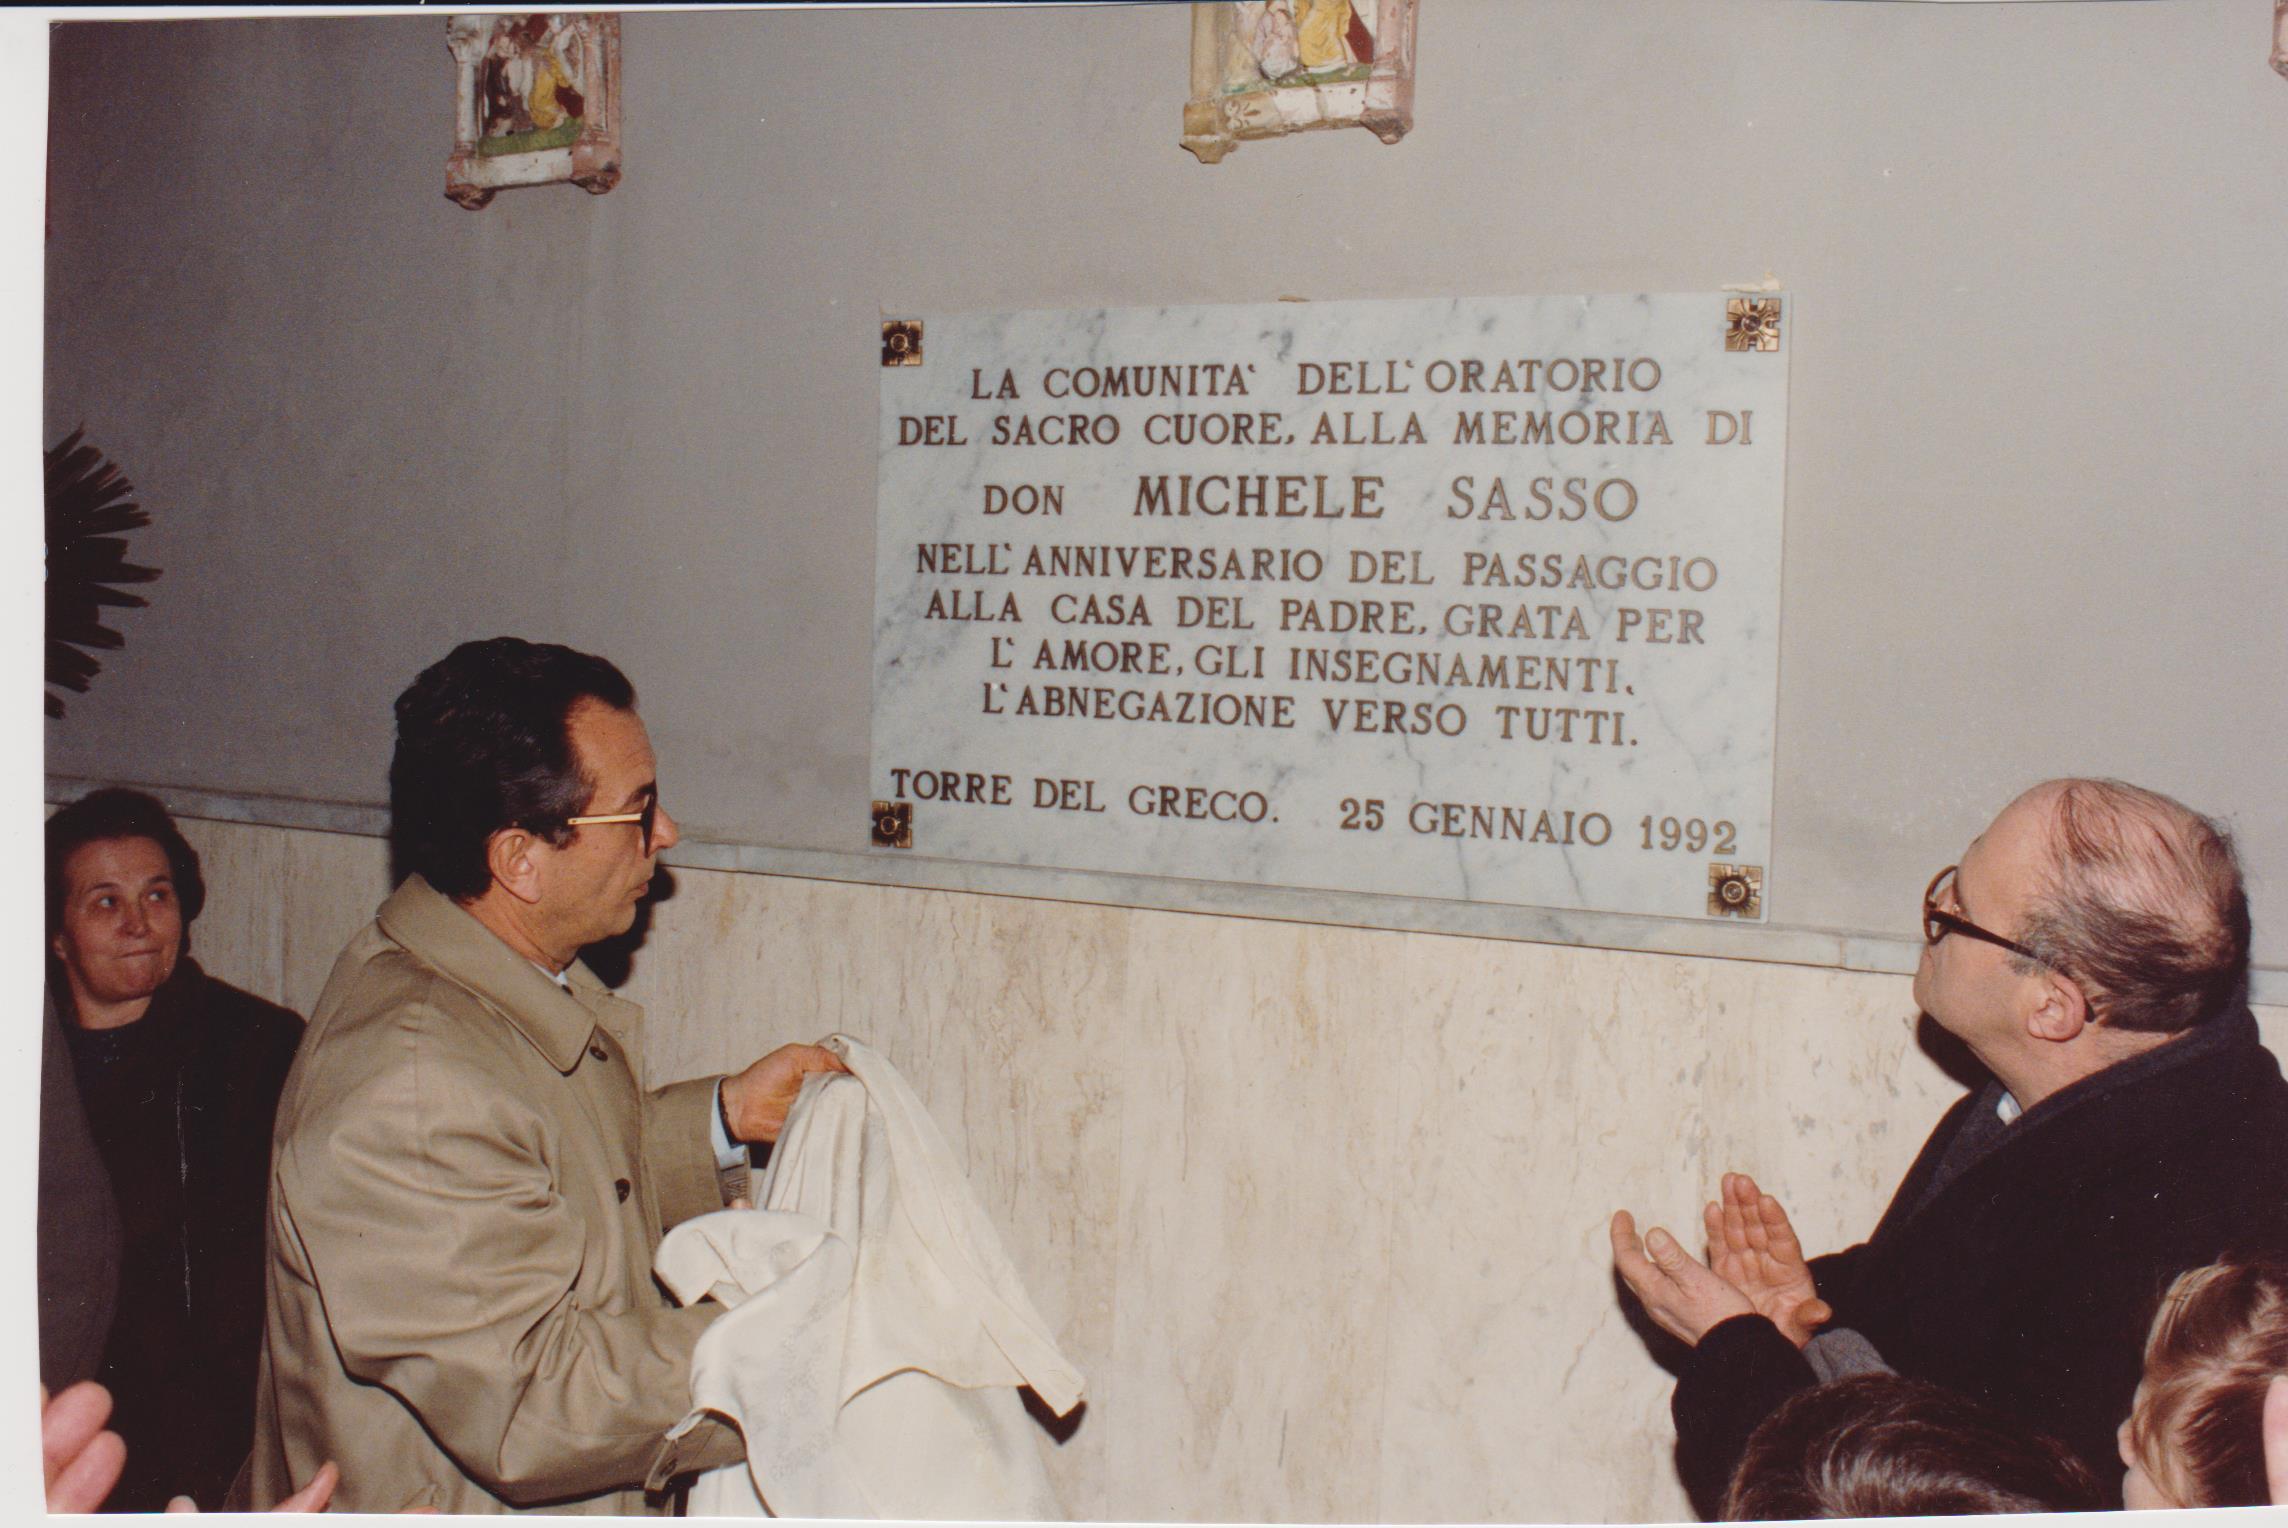 LA COMUNITA' DELL'ORATORIO
DEL SACRO CUORE, ALLA MEMORIA DI
DON MICHELE SASSO
NELL'ANNIVERSARIO DEL PASSAGGIO
ALLA CASA DEL PADRE, GRATA PER
L'AMORE, GLI INSEGNAMENTI,
L'ABNEGAZIONE VERSO TUTTI.
TORRE DEL GRECO. 25 GENNAIO 1992